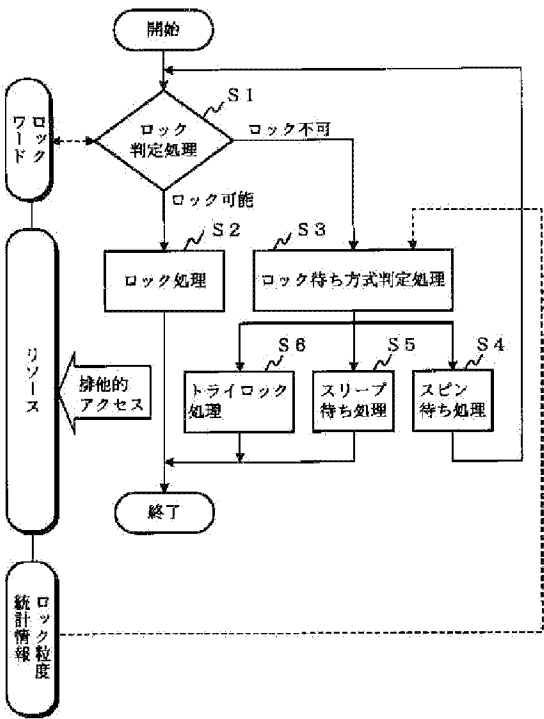 開始
S1
ロック
ワード
ロック
判定処理
ロック不可
ロック可能
S2
ロック処理
S3
ロック待ち方式判定処理
リソース
排他的
アクセス
S6
トライロック
処理
S5
スリープ
待ち処理
S4
スピン
待ち処理
終了
ロック粒度
統計情報